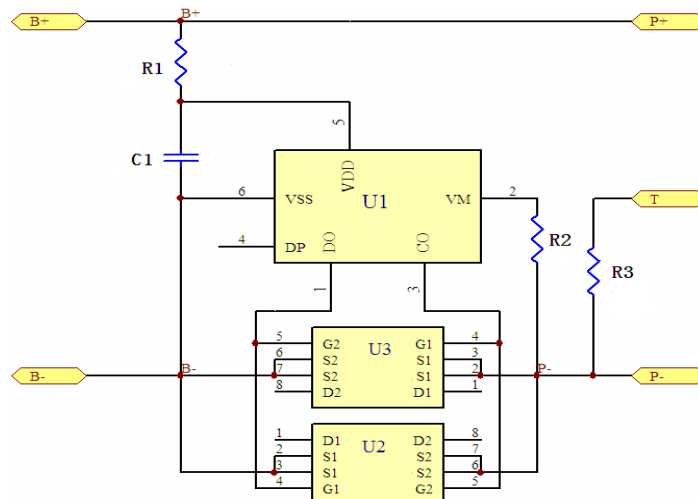 B+ B+ P+
R1
5
C1
VDD
6 VSS U1 VM 2
T
4 DP DO CO
R2
R3
1 3
5 G2 U3 G1 4
6 S2 S1 3
B- B- 7 S2 S1 2 P- P-
8 D2 D1 1
1 D1 U2 D2 8
2 S1 S2 7
3 S1 S2 6
4 G1 G2 5